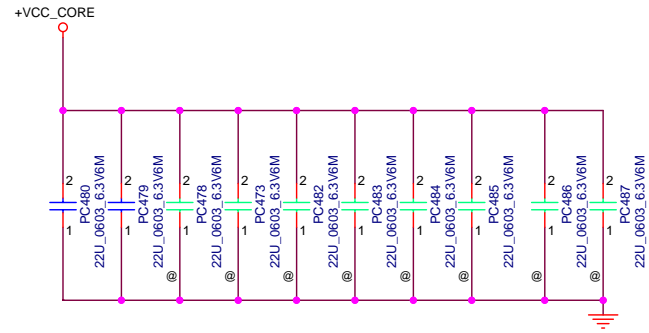 +VCC_CORE
2
PC480
22U_0603_6.3V6M
1
2
PC479
22U_0603_6.3V6M
1
2
PC478
22U_0603_6.3V6M
1
@
2
PC473
22U_0603_6.3V6M
1
@
2
PC482
22U_0603_6.3V6M
1
@
2
PC483
22U_0603_6.3V6M
1
@
2
PC484
22U_0603_6.3V6M
1
@
2
PC485
22U_0603_6.3V6M
1
@
2
PC486
22U_0603_6.3V6M
1
@
2
PC487
22U_0603_6.3V6M
1
@